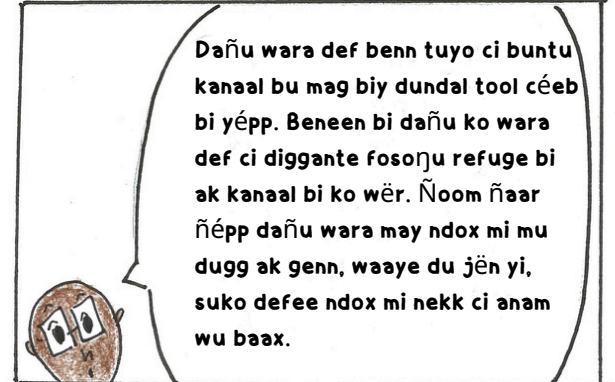 Dañu wara def benn tuyo ci buntu
kanaal bu mag biy dundal tool céeb
bi yépp. Beneen bi dañu ko wara
def ci diggante fosoŋu refuge bi
ak kanaal bi ko wër. Ñoom ñaar
ñépp dañu wara may ndox mi mu
dugg ak genn, waaye du jën yi,
suko defee ndox mi nekk ci anam
wu baax.